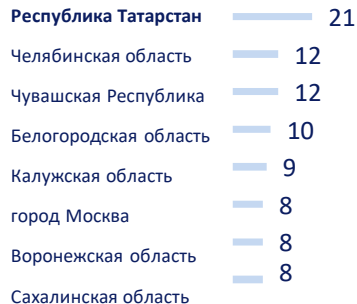 Республика Татарстан 21
Челябинская область 12
Чувашская Республика 12
Белогородская область 10
Калужская область 9
город Москва 8
Воронежская область 8
Сахалинская область 8